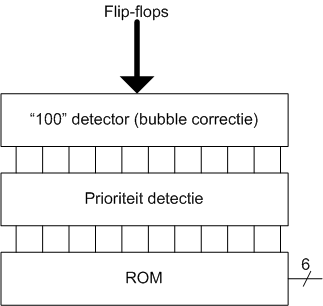 Flip-flops
“100” detector (bubble correctie)
Prioriteit detectie
ROM
6